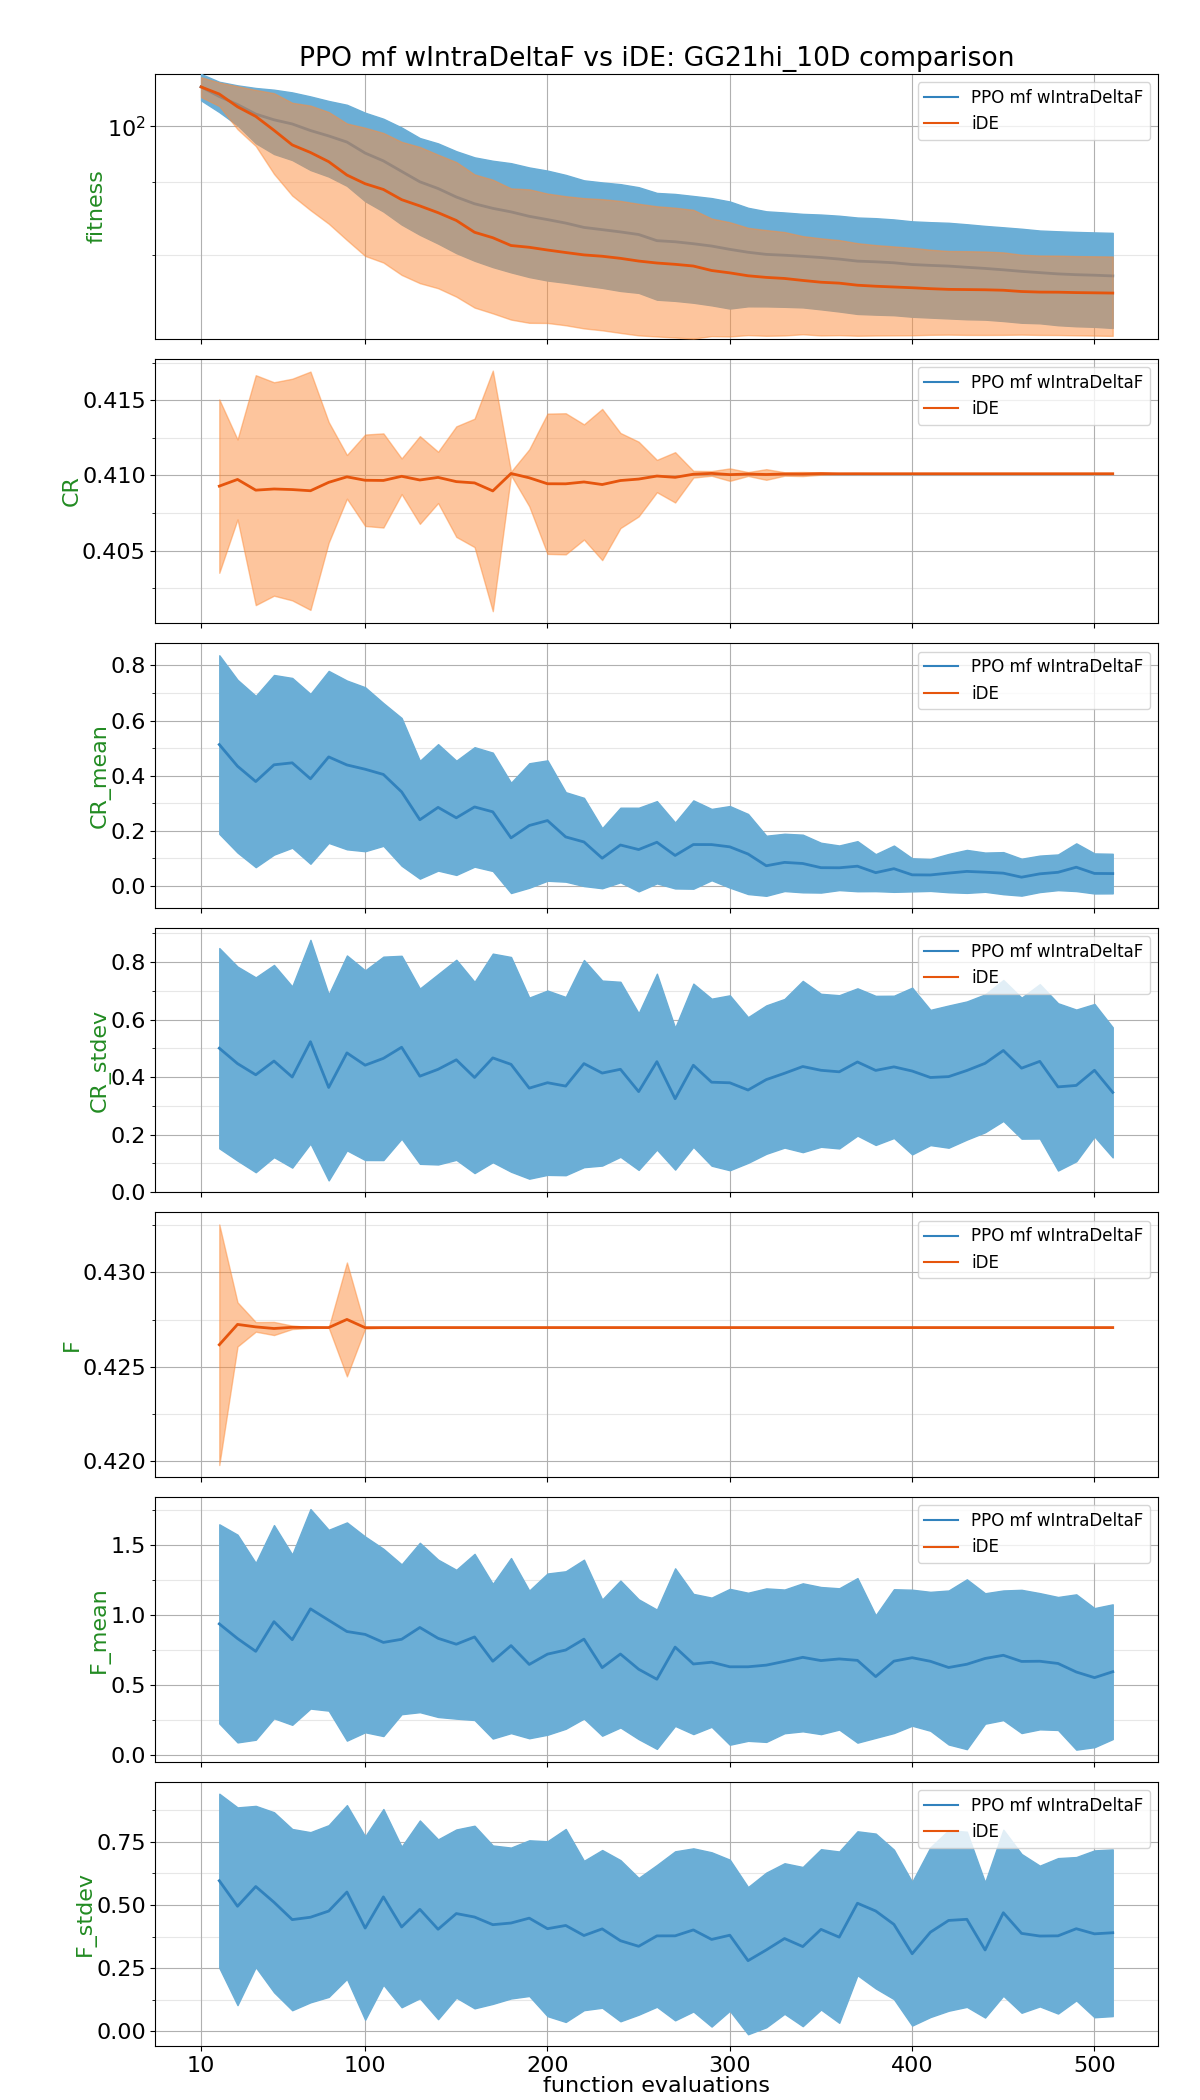 PPO mf wIntraDeltaF vs iDE: GG21hi_10D comparison
fitness
10²
PPO mf wIntraDeltaF
iDE
CR
0.415
0.410
0.405
PPO mf wIntraDeltaF
iDE
CR_mean
0.8
0.6
0.4
0.2
0.0
PPO mf wIntraDeltaF
iDE
CR_stdev
0.8
0.6
0.4
0.2
0.0
PPO mf wIntraDeltaF
iDE
F
0.430
0.425
0.420
PPO mf wIntraDeltaF
iDE
F_mean
1.5
1.0
0.5
0.0
PPO mf wIntraDeltaF
iDE
F_stdev
0.75
0.50
0.25
0.00
PPO mf wIntraDeltaF
iDE
10 100 200 300 400 500
function evaluations